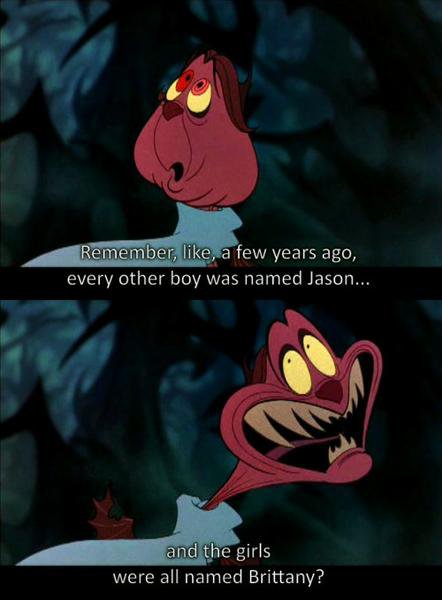 Remember, like, a few years ago,
every other boy was named Jason...
and the girls
were all named Brittany?